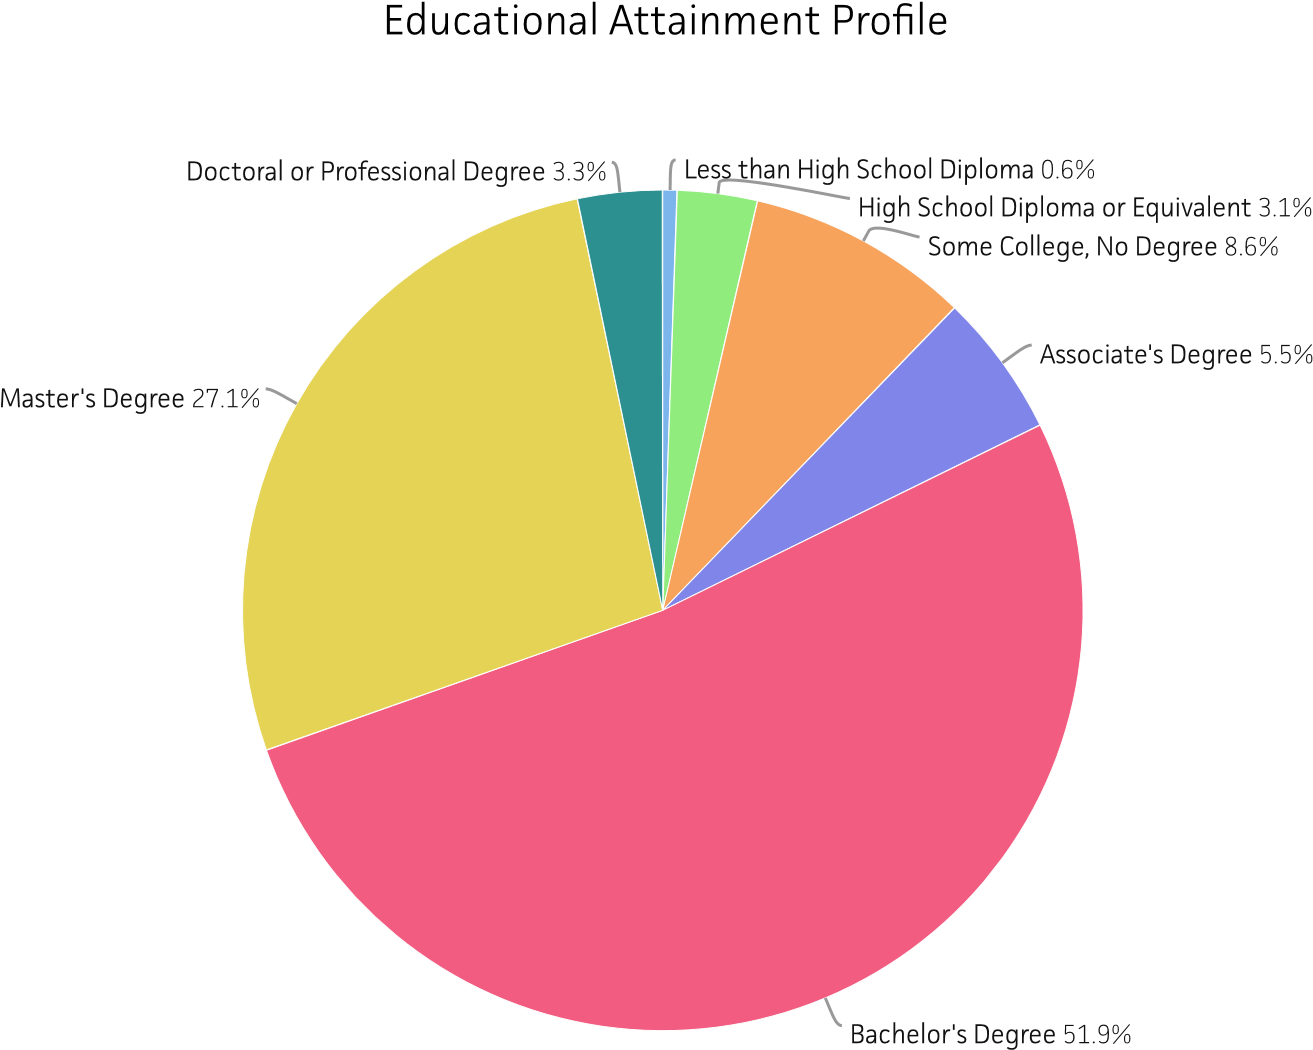 Educational Attainment Profile
Doctoral or Professional Degree 3.3%
Less than High School Diploma 0.6%
High School Diploma or Equivalent 3.1%
Some College, No Degree 8.6%
Associate's Degree 5.5%
Master's Degree 27.1%
Bachelor's Degree 51.9%